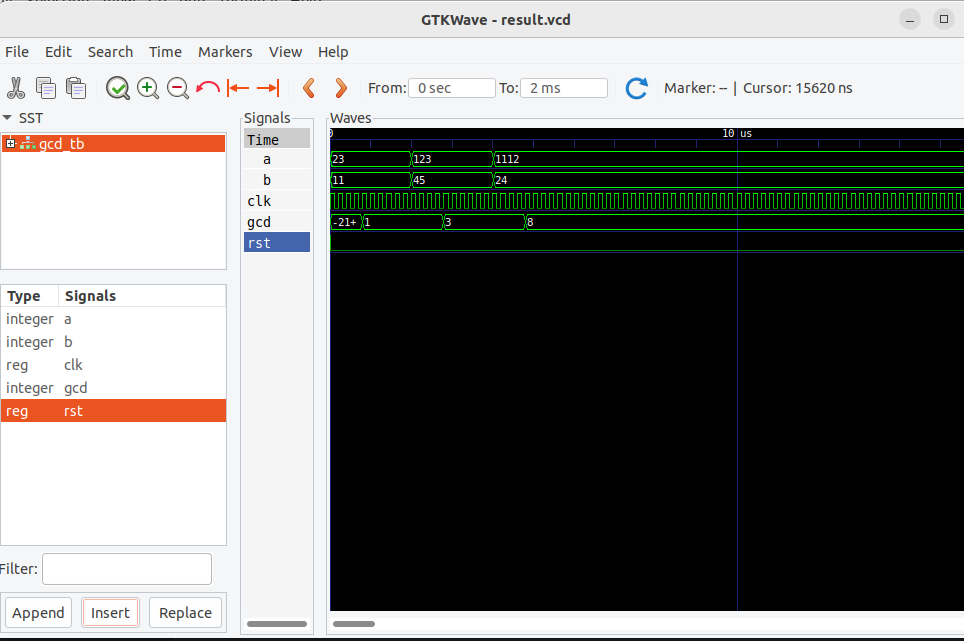 GTKWave - result.vcd
File Edit Search Time Markers View Help
From: 0 sec To: 2 ms Marker: -- | Cursor: 15620 ns
SST
gcd_tb
Type Signals
integer a
integer b
reg clk
integer gcd
reg rst
Filter:
Append Insert Replace
Signals
Time
a
b
clk
gcd
rst
Waves
0 10 us
23 123 1112
11 45 24
-21+ 1 3 8